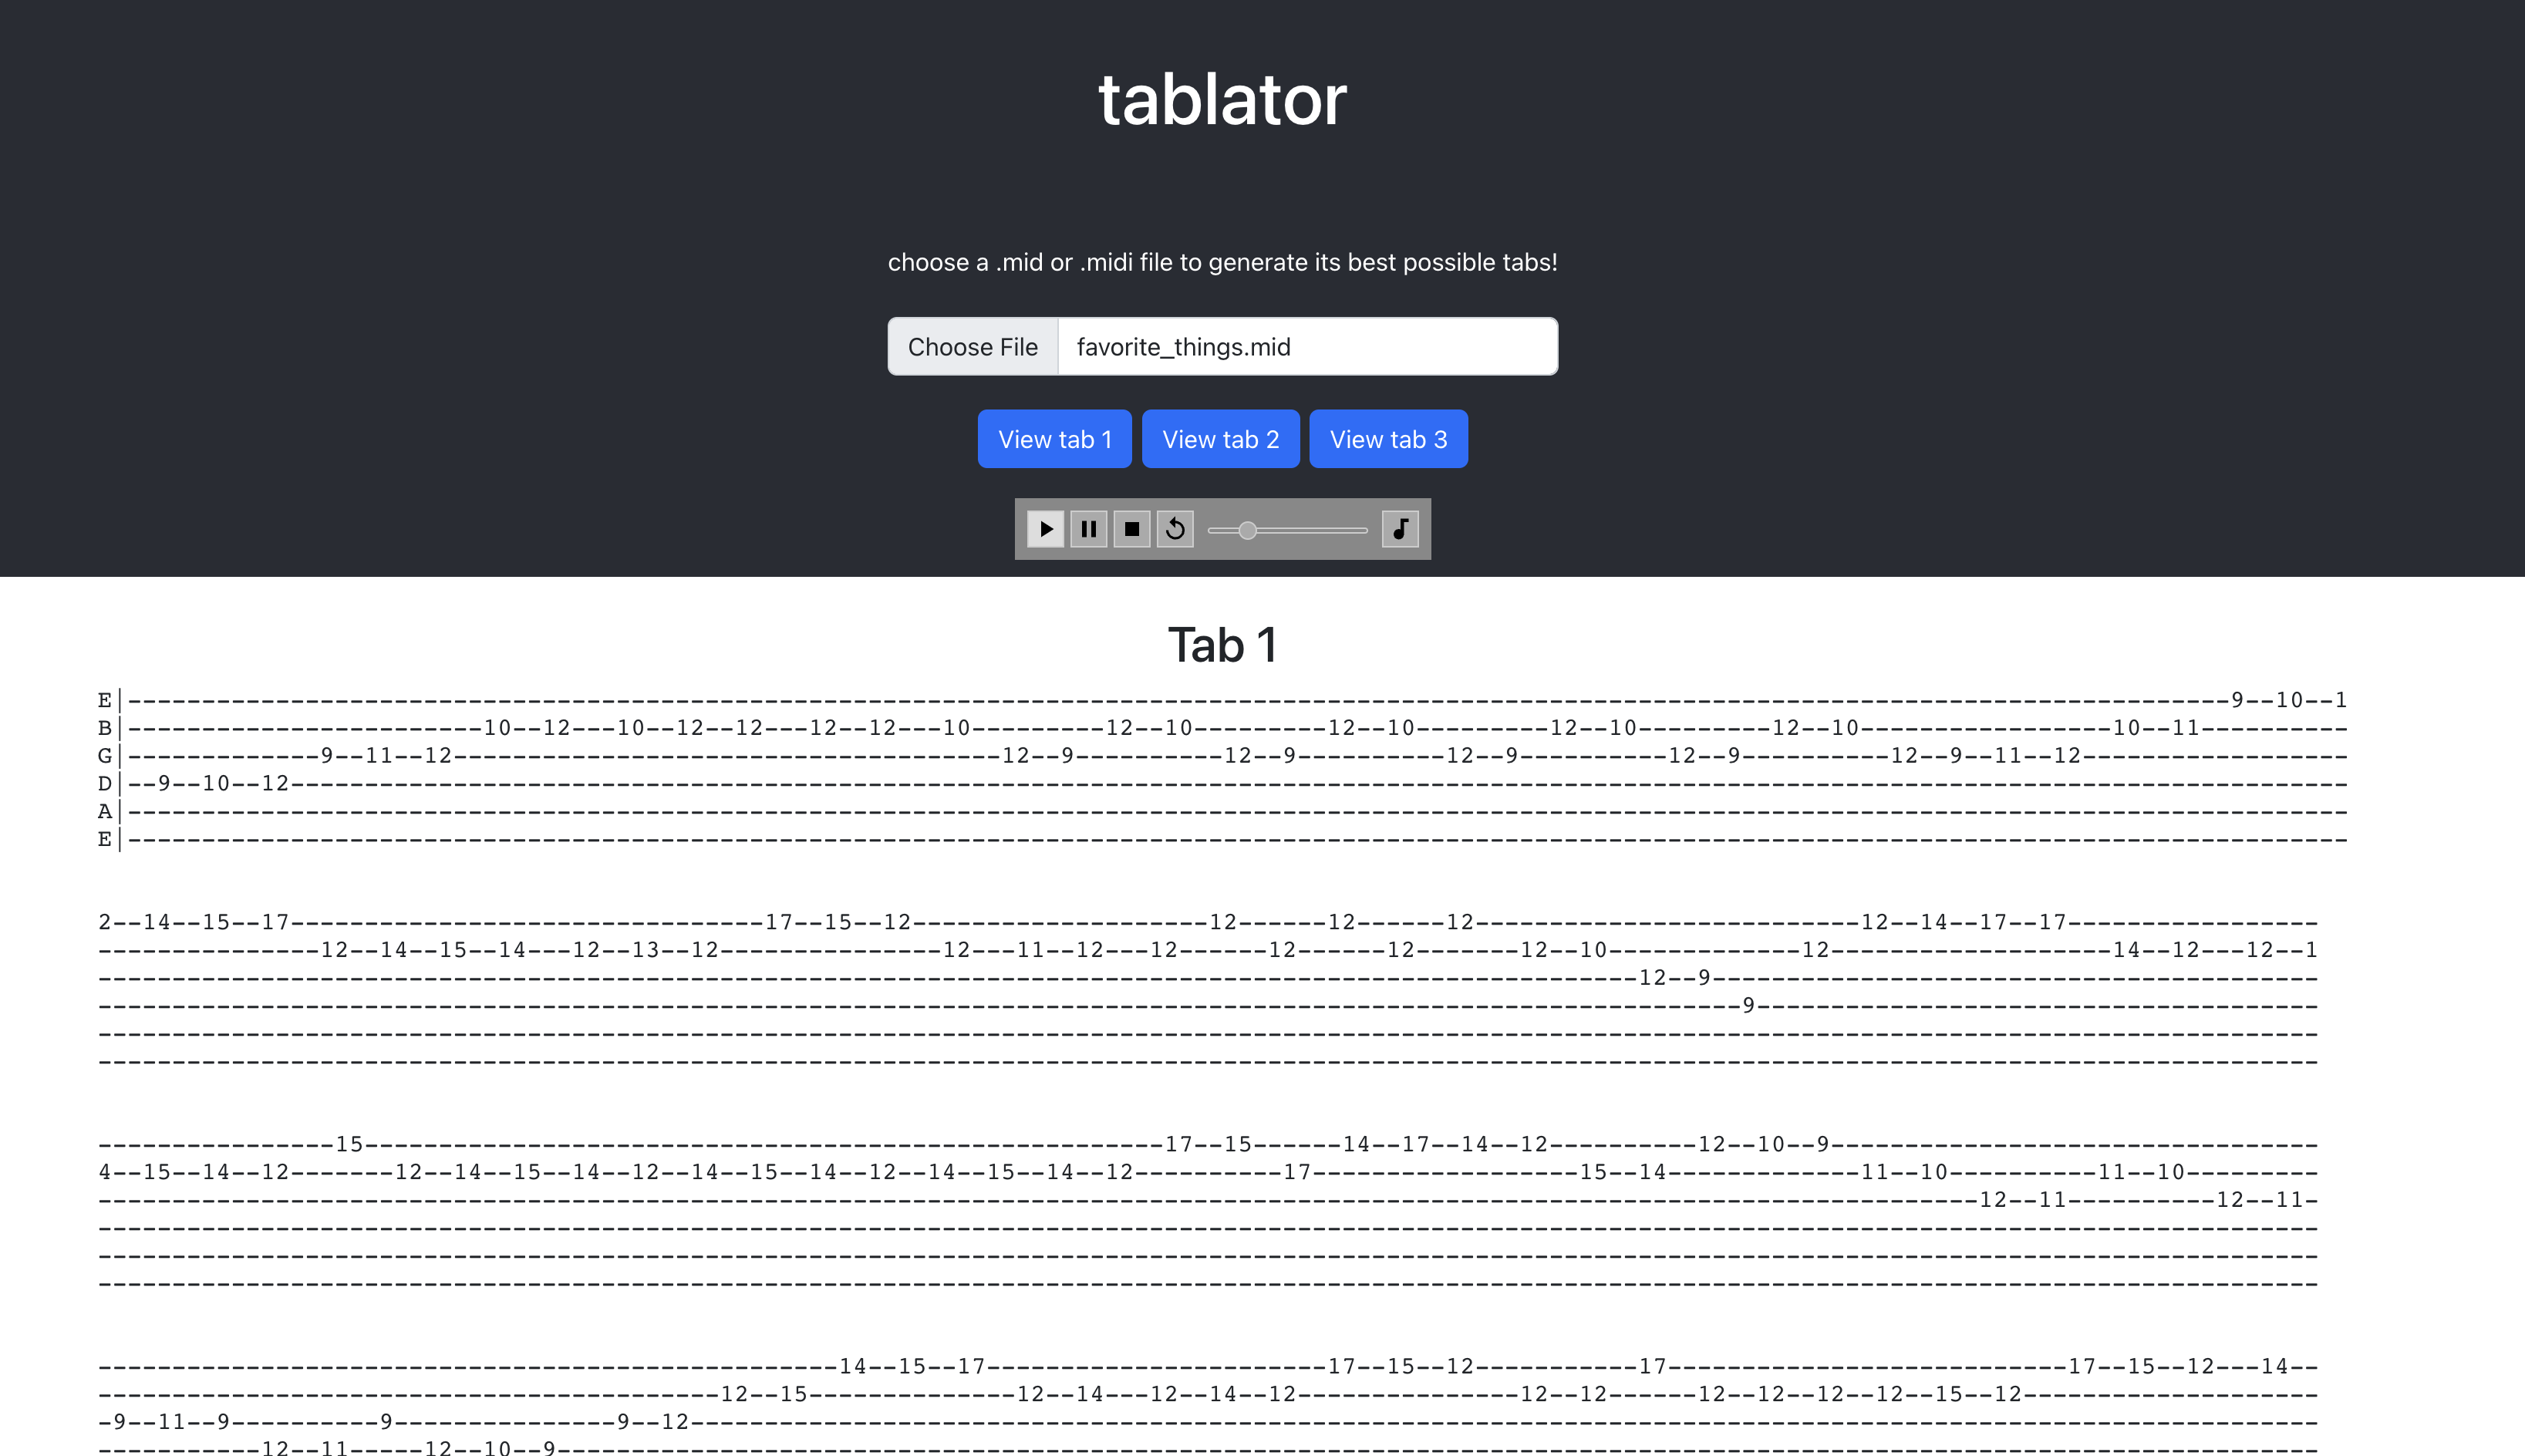 tablator
choose a .mid or .midi file to generate its best possible tabs!
Choose File favorite_things.mid
View tab 1 View tab 2 View tab 3
Tab 1
E|----------------------------------------------------------------------------------------------------------------------------------------------9--10--1
B|------------------------10--12---10--12--12---12--12---10---------12--10---------12--10---------12--10---------12--10-----------------10--11----------
G|-------------9--11--12-------------------------------------12--9----------12--9----------12--9----------12--9----------12--9--11--12------------------
D|--9--10--12-------------------------------------------------------------------------------------------------------------------------------------------
A|------------------------------------------------------------------------------------------------------------------------------------------------------
E|------------------------------------------------------------------------------------------------------------------------------------------------------
2--14--15--17--------------------------------17--15--12--------------------12------12------12--------------------------12--14--17--17-----------------
---------------12--14--15--14---12--13--12---------------12---11--12---12------12------12-------12--10-------------12-------------------14--12---12--1
--------------------------------------------------------------------------------------------------------12--9-----------------------------------------
---------------------------------------------------------------------------------------------------------------9--------------------------------------
------------------------------------------------------------------------------------------------------------------------------------------------------
------------------------------------------------------------------------------------------------------------------------------------------------------
----------------15------------------------------------------------------17--15------14--17--14--12----------12--10--9---------------------------------
4--15--14--12------12--14--15--14--12--14--15--14--12--14--15--14--12----------17------------------15--14-------------11--10----------11--10---------
-------------------------------------------------------------------------------------------------------------------------------12--11----------12--11-
------------------------------------------------------------------------------------------------------------------------------------------------------
------------------------------------------------------------------------------------------------------------------------------------------------------
------------------------------------------------------------------------------------------------------------------------------------------------------
--------------------------------------------------14--15--17-----------------------17--15--12-----------17---------------------------17--15--12---14--
------------------------------------------12--15--------------12--14---12--14--12---------------12--12------12--12--12--12--15--12--------------------
-9--11--9----------9---------------9--12--------------------------------------------------------------------------------------------------------------
-----------12--11-----12--10--9-----------------------------------------------------------------------------------------------------------------------